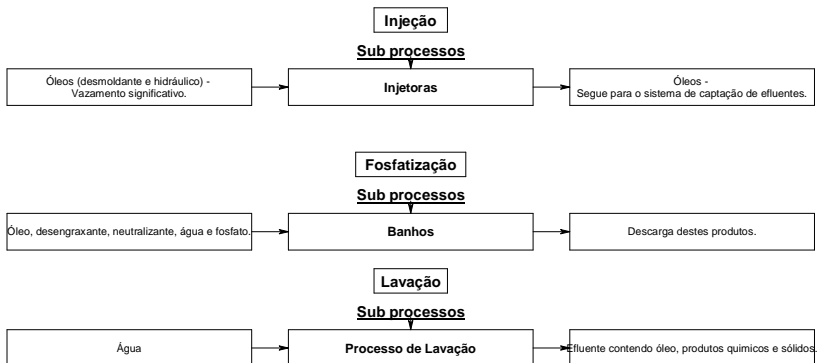 Injeção
Sub processos
Óleos (desmoldante e hidráulico) -
Vazamento significativo.
Injetoras
Óleos -
Segue para o sistema de captação de efluentes.
Fosfatização
Sub processos
Óleo, desengraxante, neutralizante, água e fosfato.
Banhos
Descarga destes produtos.
Lavação
Sub processos
Água
Processo de Lavação
Efluente contendo óleo, produtos quimicos e sólidos.